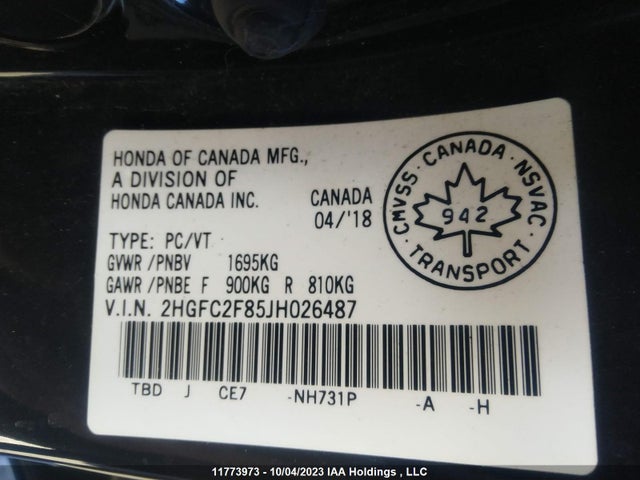 HONDA OF CANADA MFG.,
A DIVISION OF
HONDA CANADA INC.
CANADA
04/'18
CMVSS · CANADA · NSVAC
942
TRANSPORT
TYPE: PC/VT
GVWR /PNBV 1695KG
GAWR /PNBE F 900KG R 810KG
V.I.N. 2HGFC2F85JH026487
TBD J CE7 -NH731P -A -H
11773973 - 10/04/2023 IAA Holdings , LLC